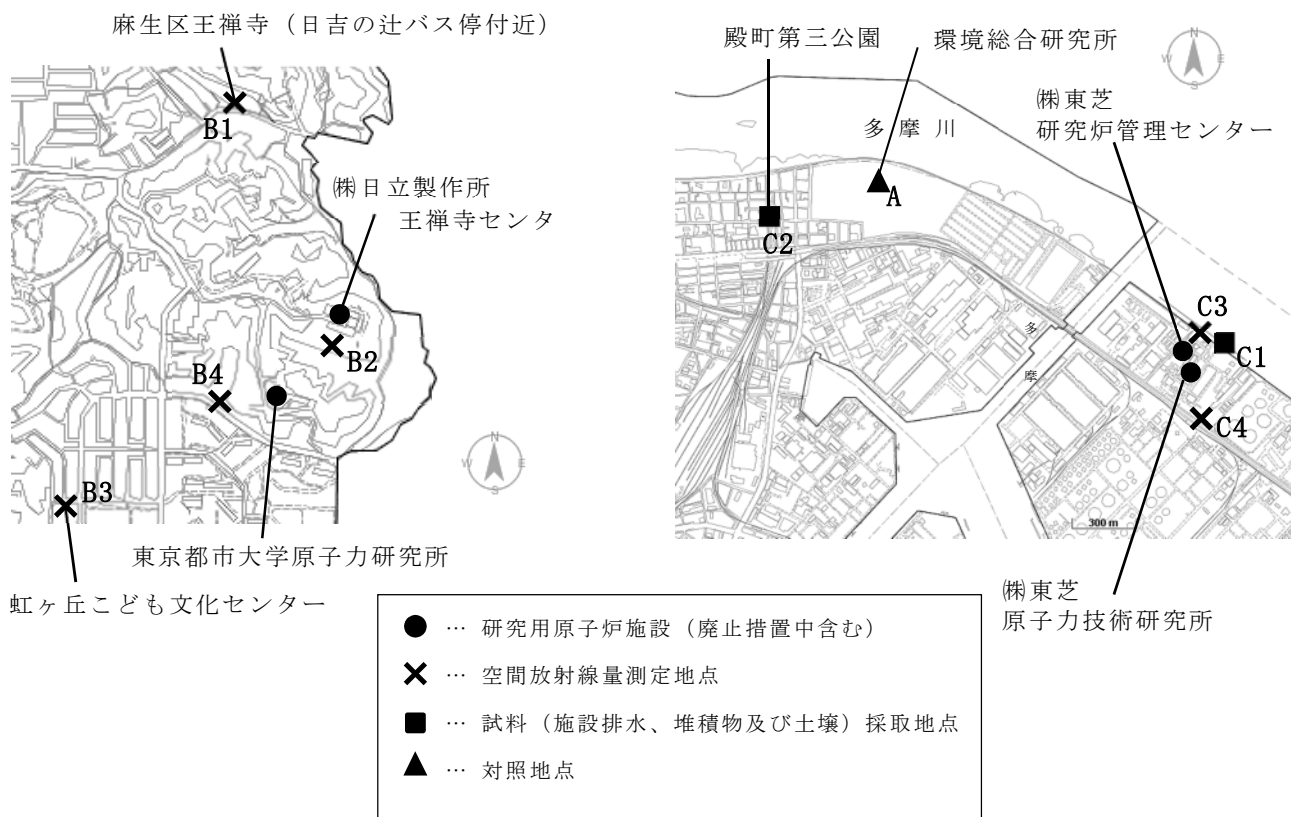 麻生区王禅寺（日吉の辻バス停付近）
B1
㈱日立製作所
王禅寺センタ
B2
B4
B3
N
W E
S
東京都市大学原子力研究所
虹ヶ丘こども文化センター
殿町第三公園
環境総合研究所
N
W E
S
㈱東芝
研究炉管理センター
多摩川
A
C2
C3
C1
多
摩
C4
300 m
㈱東芝
原子力技術研究所
● … 研究用原子炉施設（廃止措置中含む）
× … 空間放射線量測定地点
■ … 試料（施設排水、堆積物及び土壌）採取地点
▲ … 対照地点